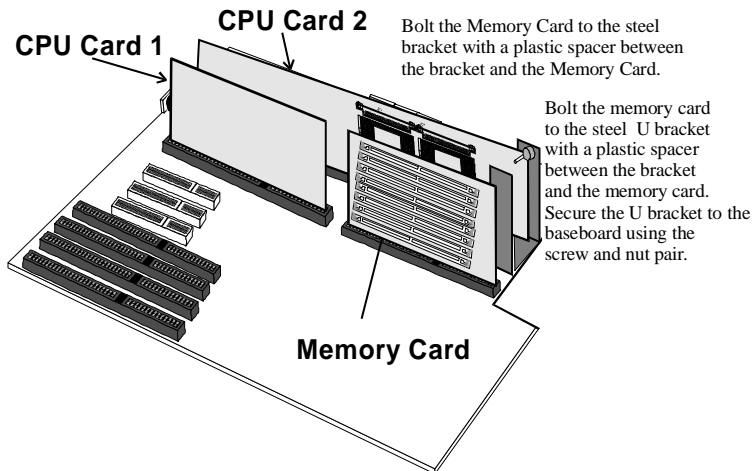 CPU Card 2
CPU Card 1
Bolt the Memory Card to the steel
bracket with a plastic spacer between
the bracket and the Memory Card.
Bolt the memory card
to the steel U bracket
with a plastic spacer
between the bracket
and the memory card.
Secure the U bracket to the
baseboard using the
screw and nut pair.
Memory Card